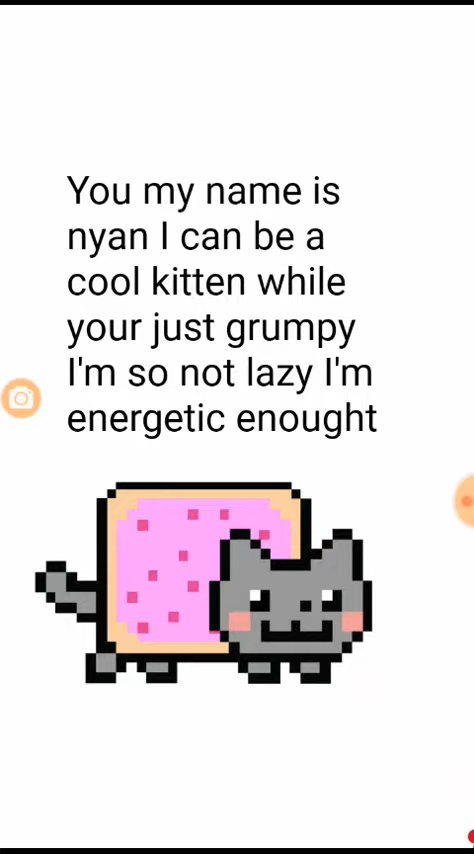 You my name is
nyan I can be a
cool kitten while
your just grumpy
I'm so not lazy I'm
energetic enought